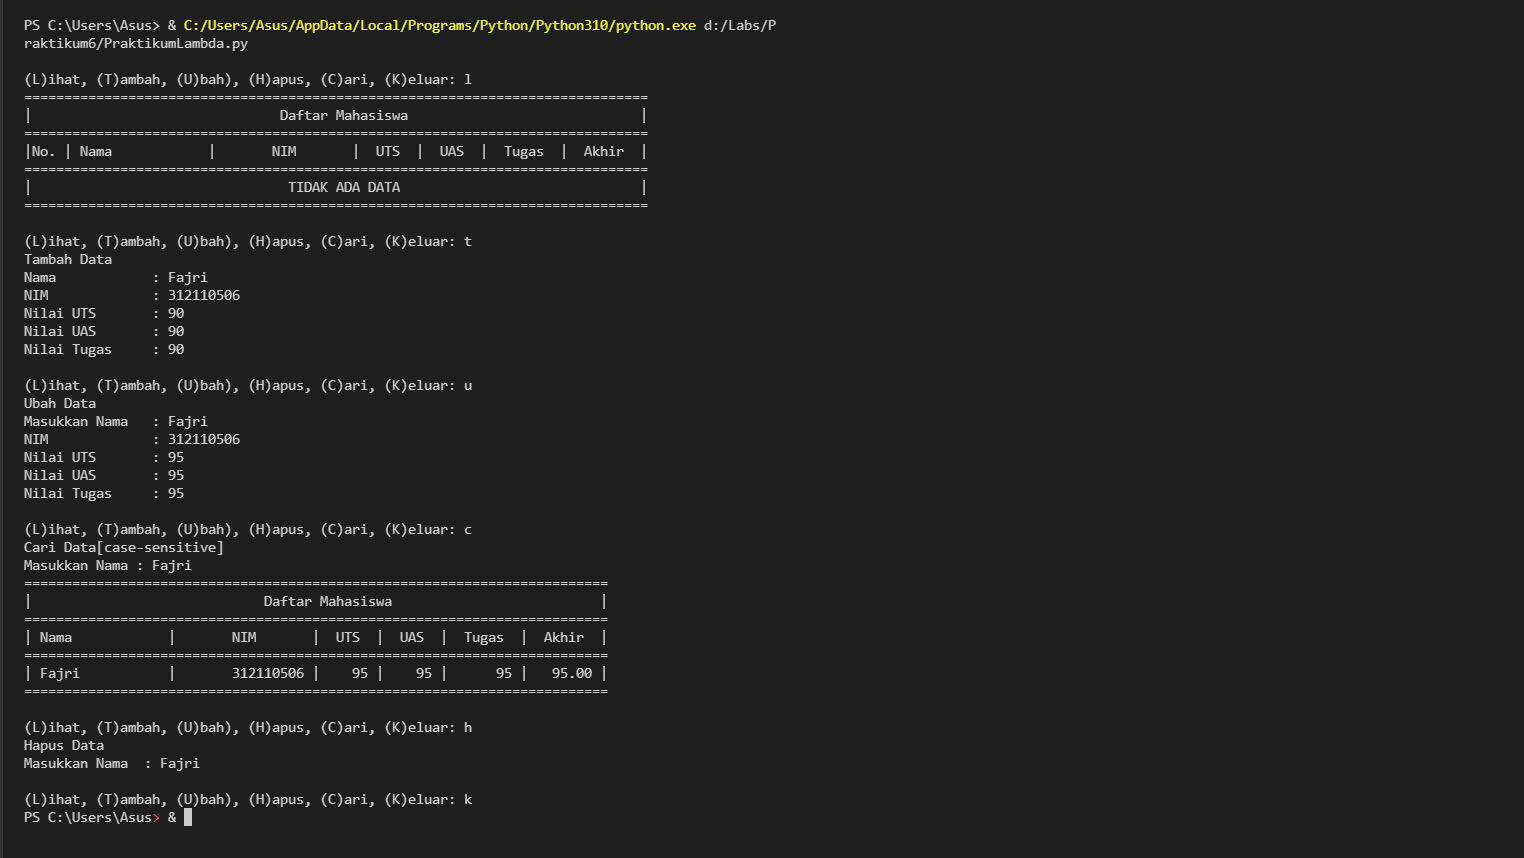 PS C:\Users\Asus> & C:/Users/Asus/AppData/Local/Programs/Python/Python310/python.exe d:/Labs/P
raktikum6/PraktikumLambda.py

(L)ihat, (T)ambah, (U)bah), (H)apus, (C)ari, (K)eluar: l
==============================================================================
|                               Daftar Mahasiswa                             |
==============================================================================
|No. | Nama            |       NIM       |  UTS  |  UAS  |  Tugas  |  Akhir  |
==============================================================================
|                                TIDAK ADA DATA                              |
==============================================================================

(L)ihat, (T)ambah, (U)bah), (H)apus, (C)ari, (K)eluar: t
Tambah Data
Nama            : Fajri
NIM             : 312110506
Nilai UTS       : 90
Nilai UAS       : 90
Nilai Tugas     : 90

(L)ihat, (T)ambah, (U)bah), (H)apus, (C)ari, (K)eluar: u
Ubah Data
Masukkan Nama   : Fajri
NIM             : 312110506
Nilai UTS       : 95
Nilai UAS       : 95
Nilai Tugas     : 95

(L)ihat, (T)ambah, (U)bah), (H)apus, (C)ari, (K)eluar: c
Cari Data[case-sensitive]
Masukkan Nama : Fajri
=========================================================================
|                             Daftar Mahasiswa                          |
=========================================================================
| Nama            |       NIM       |  UTS  |  UAS  |  Tugas  |  Akhir  |
=========================================================================
| Fajri           |       312110506 |    95 |    95 |      95 |   95.00 |
=========================================================================

(L)ihat, (T)ambah, (U)bah), (H)apus, (C)ari, (K)eluar: h
Hapus Data
Masukkan Nama  : Fajri

(L)ihat, (T)ambah, (U)bah), (H)apus, (C)ari, (K)eluar: k
PS C:\Users\Asus> &